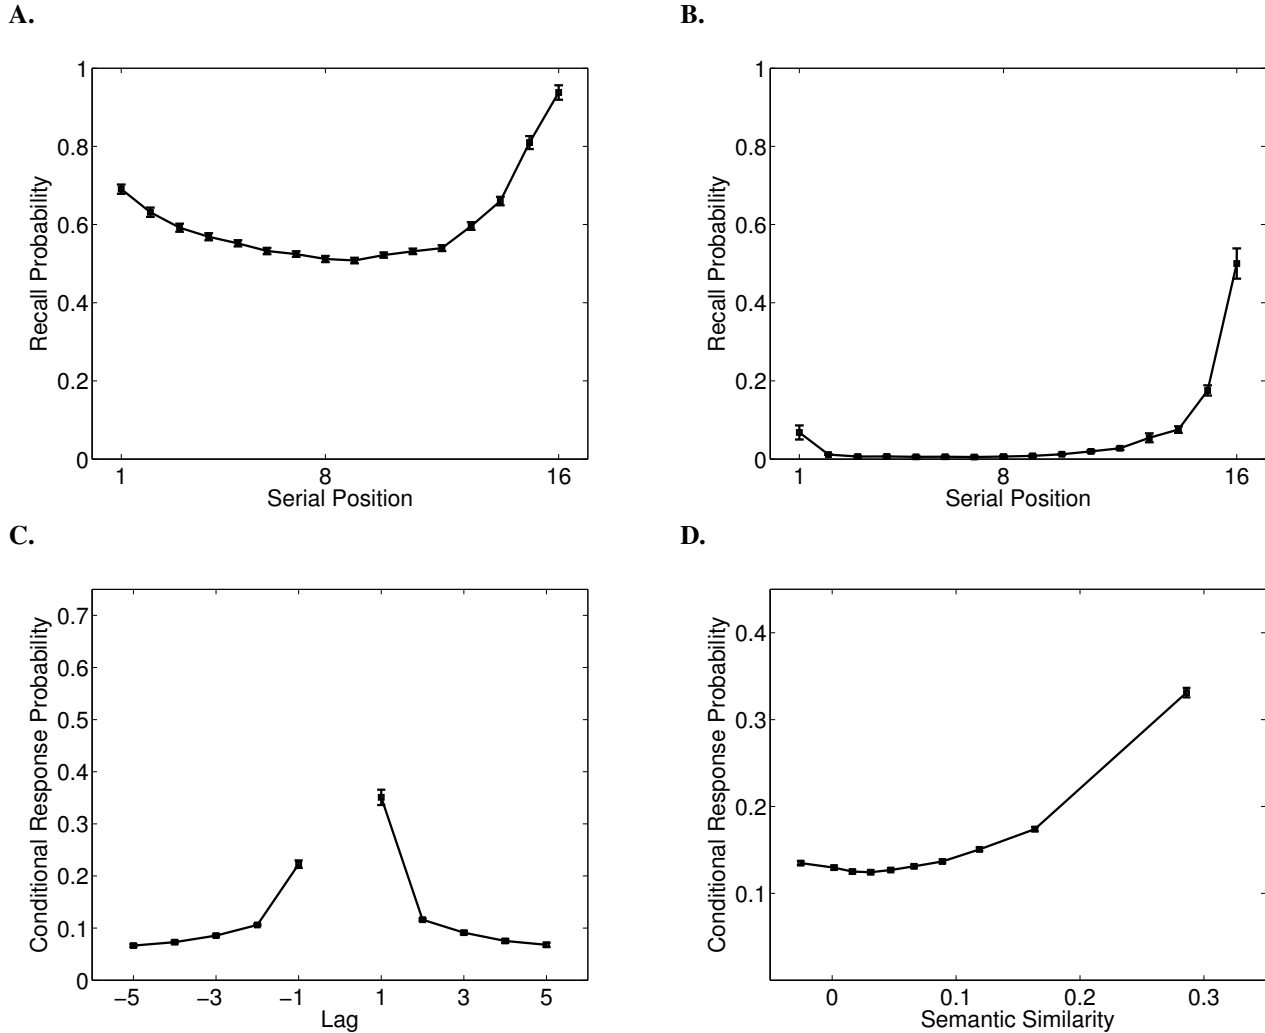 A.
Recall Probability
1
0.8
0.6
0.4
0.2
0
1 8 16
Serial Position
B.
Recall Probability
1
0.8
0.6
0.4
0.2
0
1 8 16
Serial Position
C.
Conditional Response Probability
0.7
0.6
0.5
0.4
0.3
0.2
0.1
0
−5 −3 −1 1 3 5
Lag
D.
Conditional Response Probability
0.4
0.3
0.2
0.1
0 0.1 0.2 0.3
Semantic Similarity